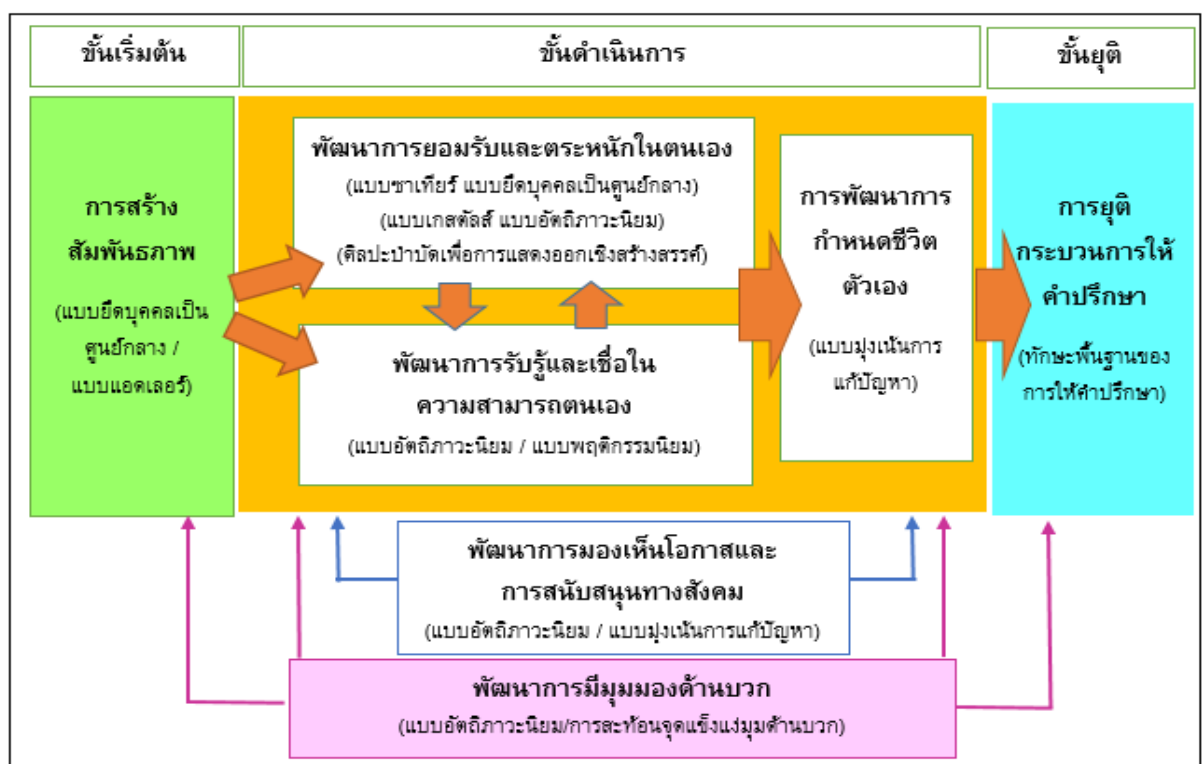 ขั้นเริ่มต้น
ขั้นดำเนินการ
ขั้นยุติ
การสร้าง
สัมพันธภาพ
(แบบยึดบุคคลเป็น
ศูนย์กลาง /
แบบแอดเลอร์)
พัฒนาการยอมรับและตระหนักในตนเอง
(แบบซาเทียร์ แบบยึดบุคคลเป็นศูนย์กลาง)
(แบบเกสตัลส์ แบบอัตถิภาวะนิยม)
(ศิลปะบำบัดเพื่อการแสดงออกเชิงสร้างสรรค์)
พัฒนาการรับรู้และเชื่อใน
ความสามารถตนเอง
(แบบอัตถิภาวะนิยม / แบบพฤติกรรมนิยม)
การพัฒนาการ
กำหนดชีวิต
ตัวเอง
(แบบมุ่งเน้นการ
แก้ปัญหา)
การยุติ
กระบวนการให้
คำปรึกษา
(ทักษะพื้นฐานของ
การให้คำปรึกษา)
พัฒนาการมองเห็นโอกาสและ
การสนับสนุนทางสังคม
(แบบอัตถิภาวะนิยม / แบบมุ่งเน้นการแก้ปัญหา)
พัฒนาการมีมุมมองด้านบวก
(แบบอัตถิภาวะนิยม/การสะท้อนจุดแข็งแง่มุมด้านบวก)